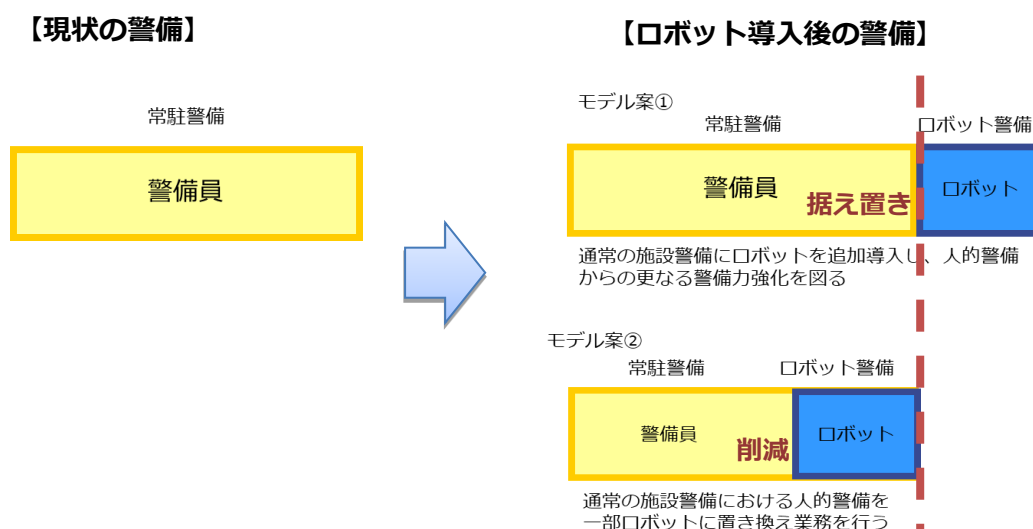 【現状の警備】
常駐警備
警備員
【ロボット導入後の警備】
モデル案①
常駐警備
ロボット警備
警備員
据え置き
ロボット
通常の施設警備にロボットを追加導入し、人的警備
からの更なる警備力強化を図る
モデル案②
常駐警備
ロボット警備
警備員
削減
ロボット
通常の施設警備における人的警備を
一部ロボットに置き換え業務を行う